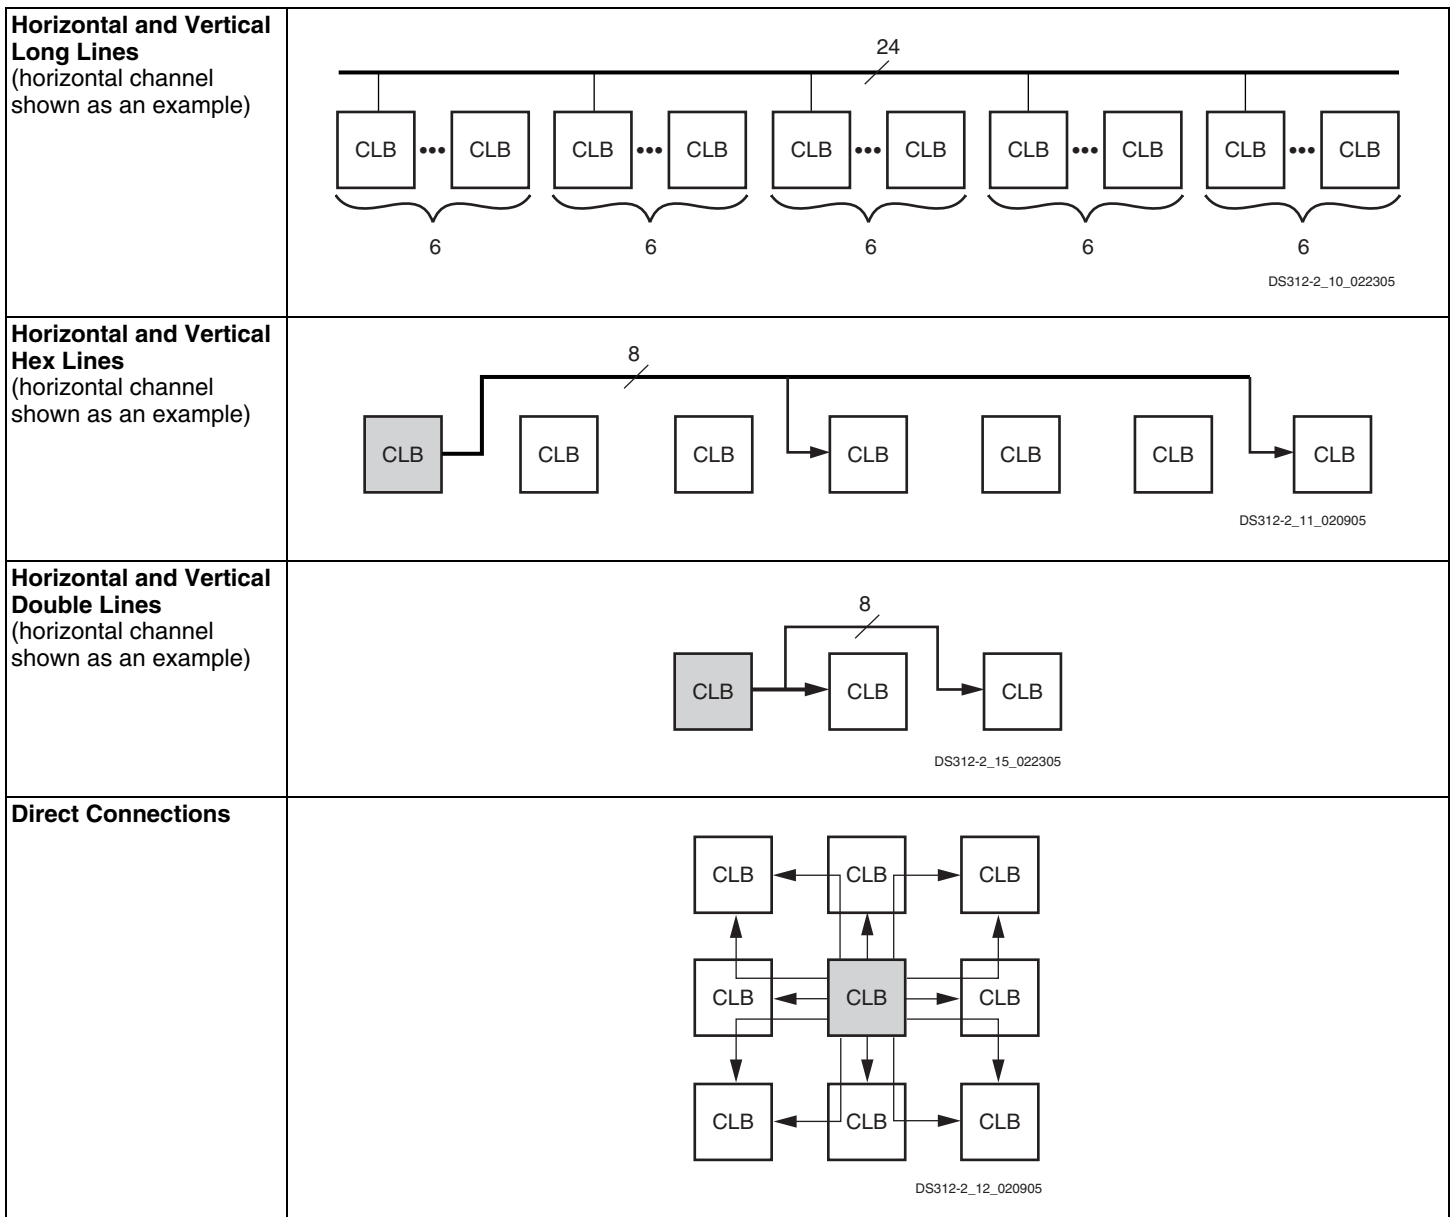 Horizontal and Vertical
Long Lines
(horizontal channel
shown as an example)
24
CLB ••• CLB CLB ••• CLB CLB ••• CLB CLB ••• CLB CLB ••• CLB
6 6 6 6 6
DS312-2_10_022305
Horizontal and Vertical
Hex Lines
(horizontal channel
shown as an example)
8
CLB CLB CLB CLB CLB CLB CLB
DS312-2_11_020905
Horizontal and Vertical
Double Lines
(horizontal channel
shown as an example)
8
CLB CLB CLB
DS312-2_15_022305
Direct Connections
CLB CLB CLB
CLB CLB CLB
CLB CLB CLB
DS312-2_12_020905